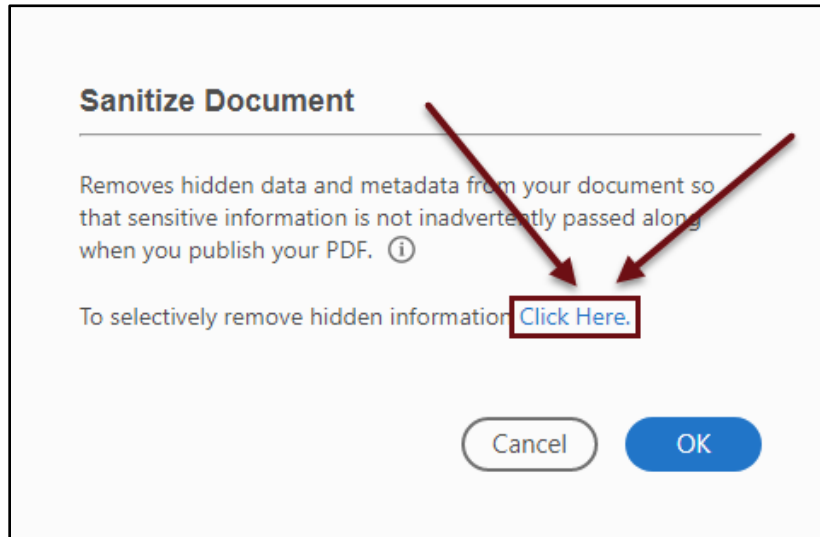 Sanitize Document
Removes hidden data and metadata from your document so
that sensitive information is not inadvertently passed along
when you publish your PDF. ⓘ
To selectively remove hidden information Click Here.
Cancel OK